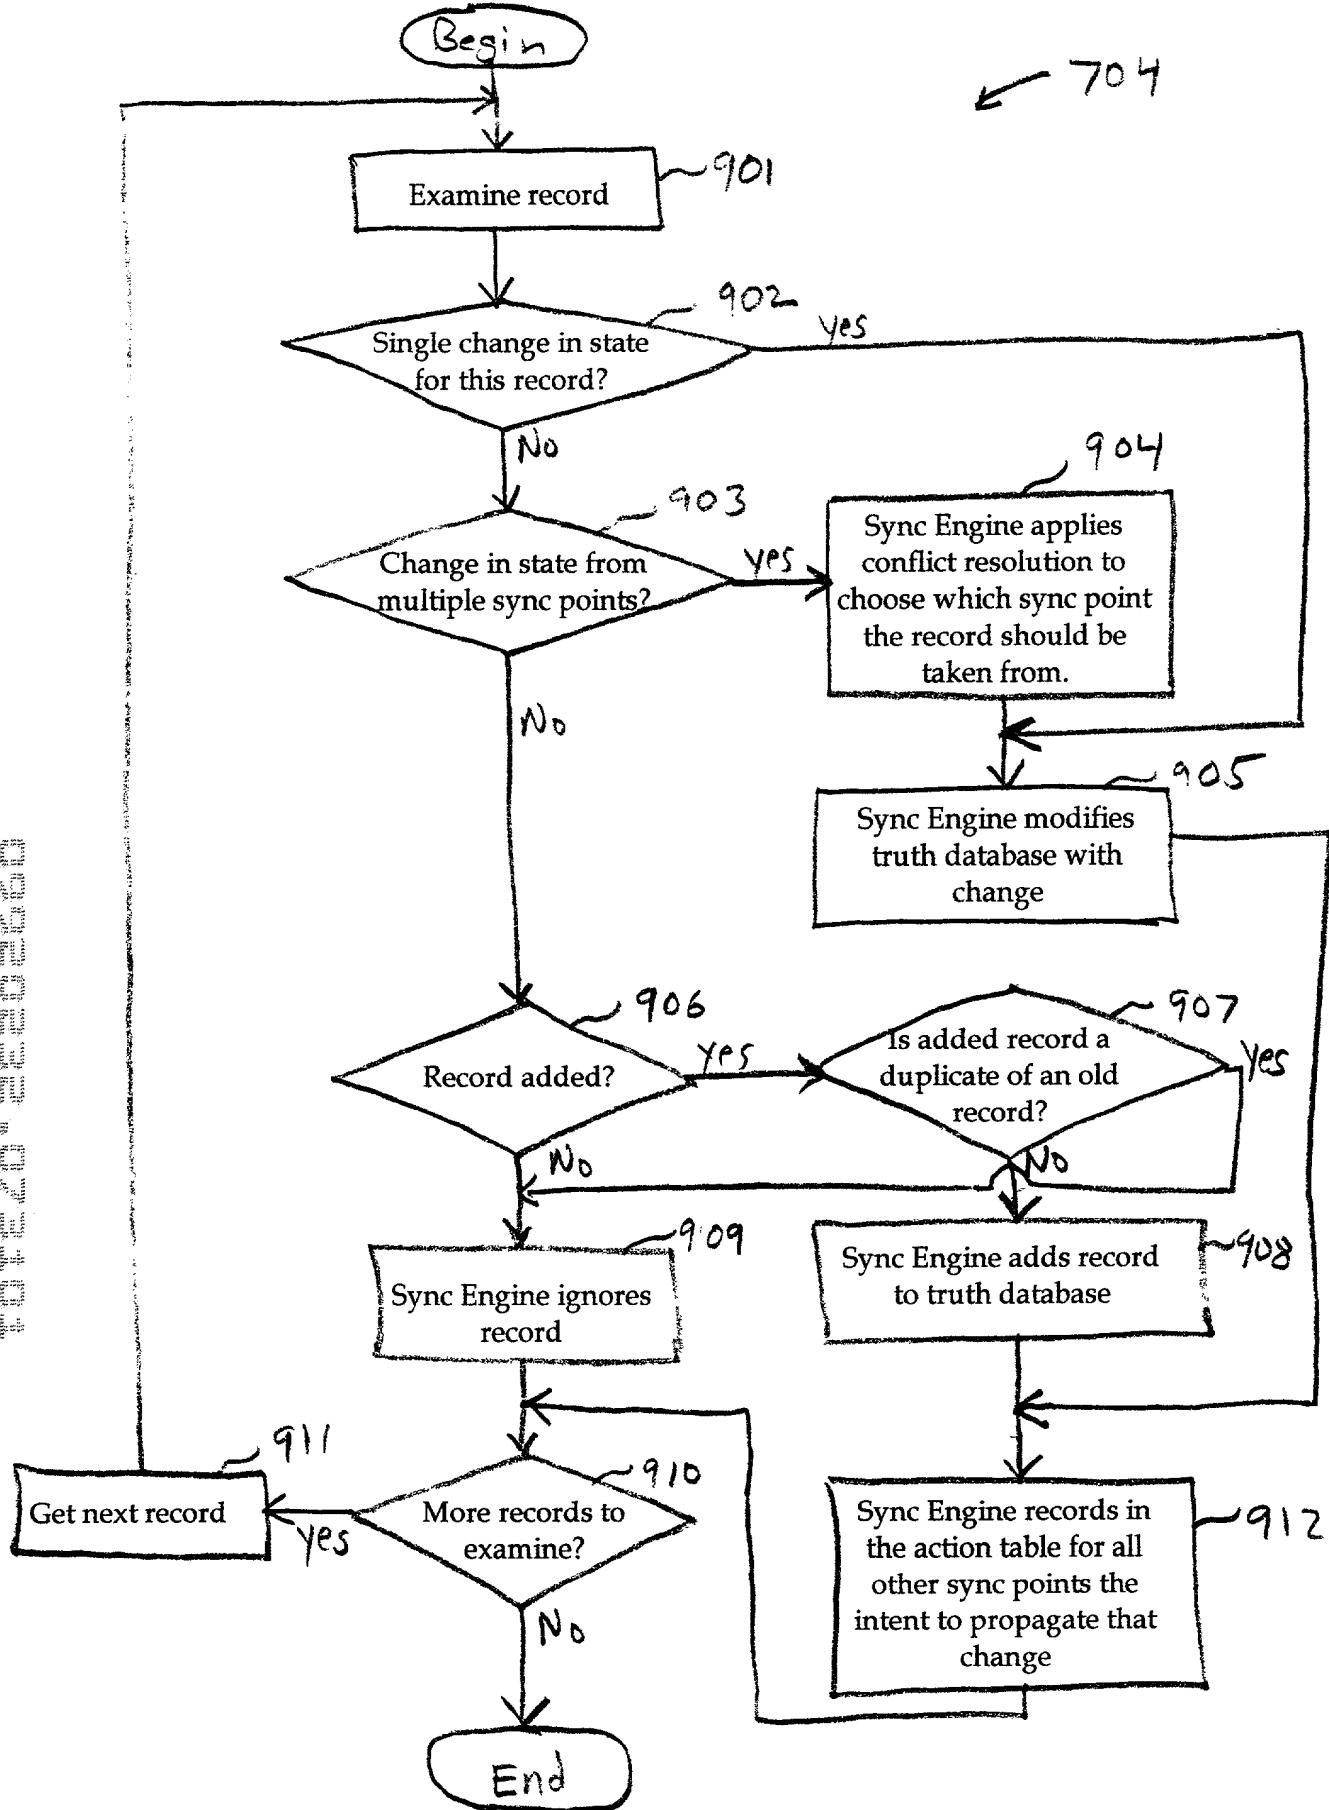 Begin
704
901
Examine record
902
Single change in state
for this record?
yes
No
903
Change in state from
multiple sync points?
yes
904
Sync Engine applies
conflict resolution to
choose which sync point
the record should be
taken from.
No
905
Sync Engine modifies
truth database with
change
906
Record added?
yes
907
Is added record a
duplicate of an old
record?
yes
No
No
909
Sync Engine ignores
record
908
Sync Engine adds record
to truth database
911
Get next record
910
More records to
examine?
yes
912
Sync Engine records in
the action table for all
other sync points the
intent to propagate that
change
No
End